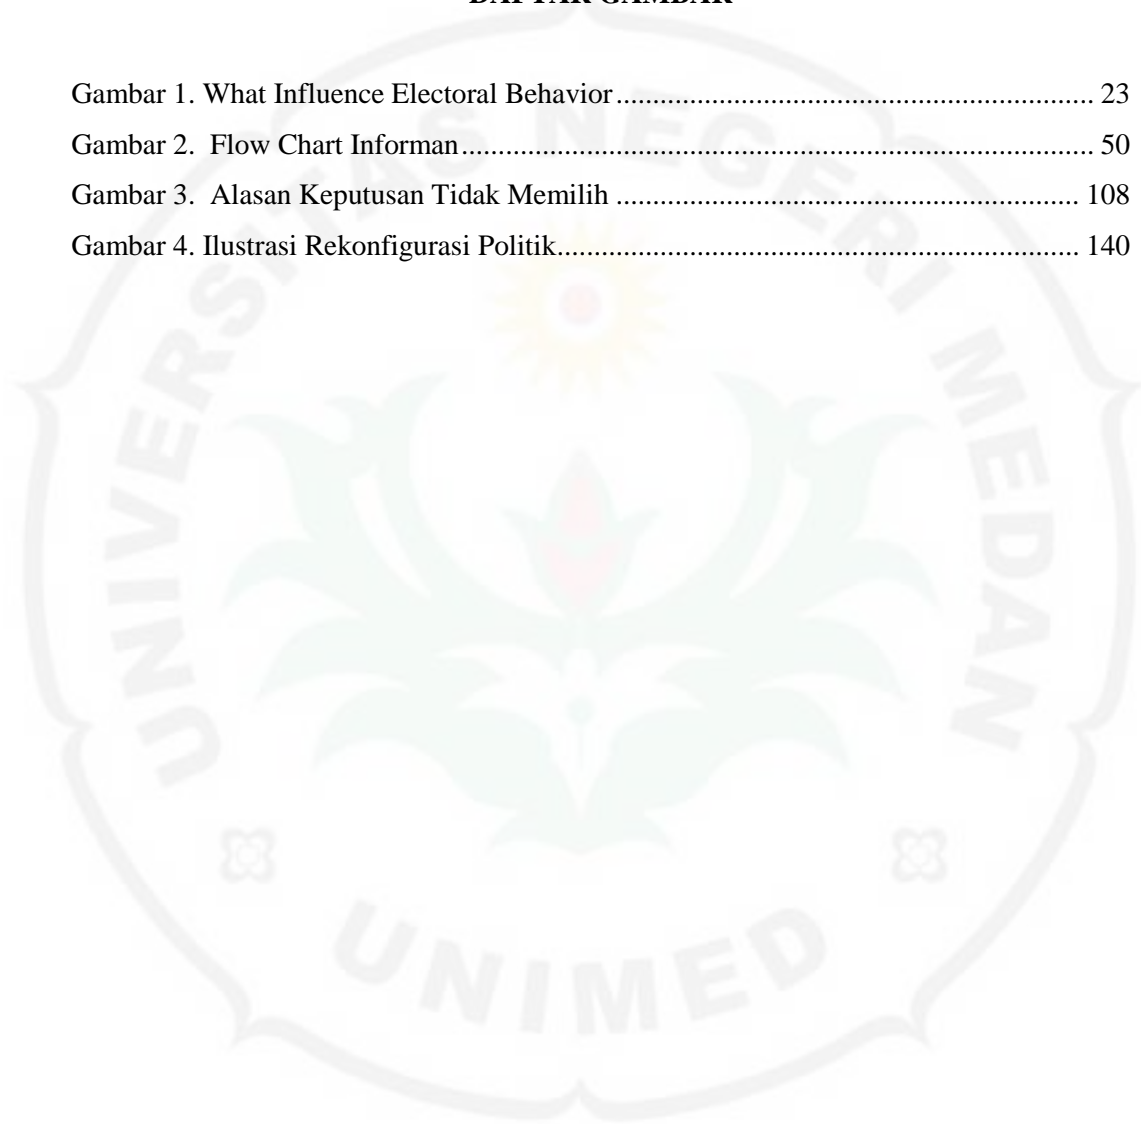 DAFTAR GAMBAR
Gambar 1. What Influence Electoral Behavior ................................................................ 23
Gambar 2.  Flow Chart Informan..................................................................................... 50
Gambar 3.  Alasan Keputusan Tidak Memilih .............................................................. 108
Gambar 4. Ilustrasi Rekonfigurasi Politik...................................................................... 140
UNIVERSITAS NEGERI MEDAN
UNIMED